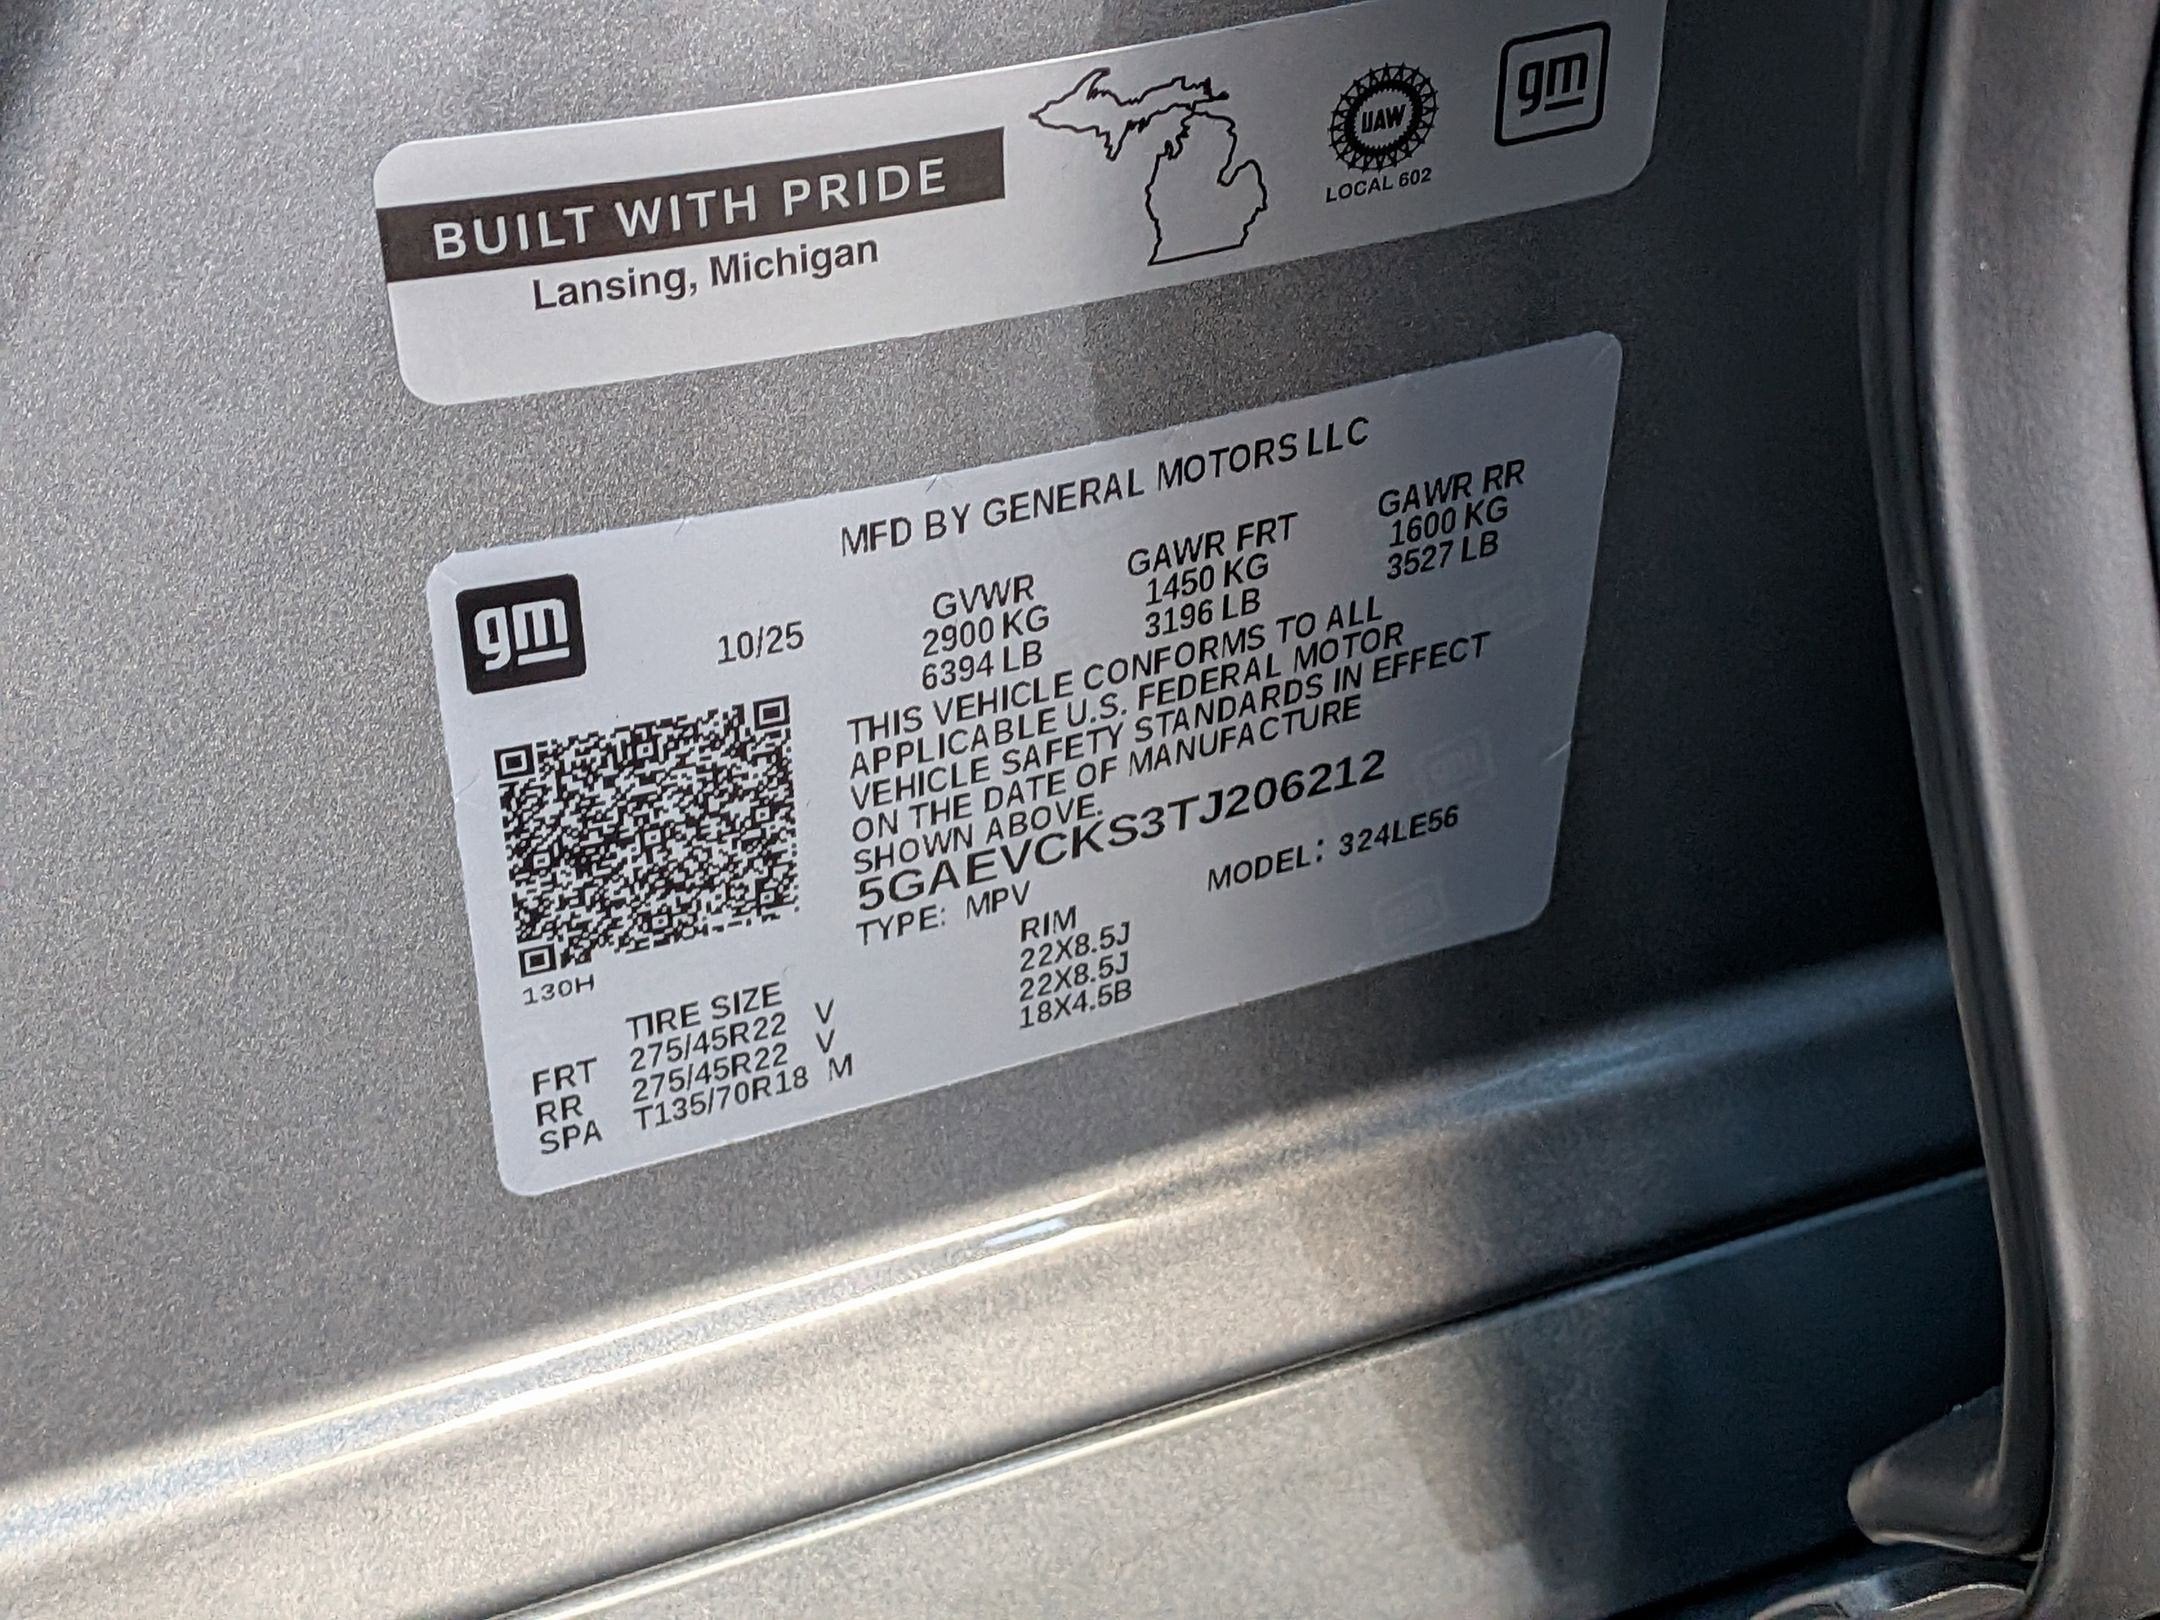 BUILT WITH PRIDE
Lansing, Michigan
UAW
LOCAL 602
gm
MFD BY GENERAL MOTORS LLC
gm
10/25
GVWR GAWR FRT GAWR RR
2900 KG 1450 KG 1600 KG
6394 LB 3196 LB 3527 LB
THIS VEHICLE CONFORMS TO ALL
APPLICABLE U.S. FEDERAL MOTOR
VEHICLE SAFETY STANDARDS IN EFFECT
ON THE DATE OF MANUFACTURE
SHOWN ABOVE.
5GAEVCKS3TJ206212
TYPE: MPV MODEL: 324LE56
130H
TIRE SIZE RIM
FRT 275/45R22 V 22X8.5J
RR 275/45R22 V 22X8.5J
SPA T135/70R18 M 18X4.5B